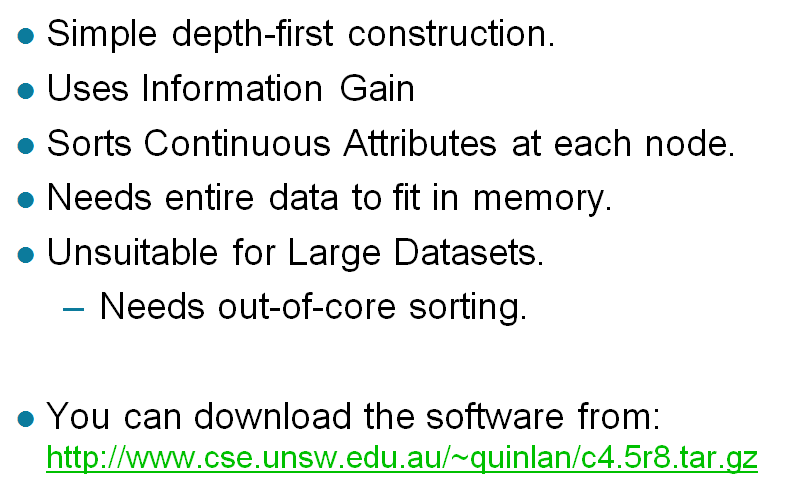 ● Simple depth-first construction.
● Uses Information Gain
● Sorts Continuous Attributes at each node.
● Needs entire data to fit in memory.
● Unsuitable for Large Datasets.
– Needs out-of-core sorting.
● You can download the software from:
http://www.cse.unsw.edu.au/~quinlan/c4.5r8.tar.gz